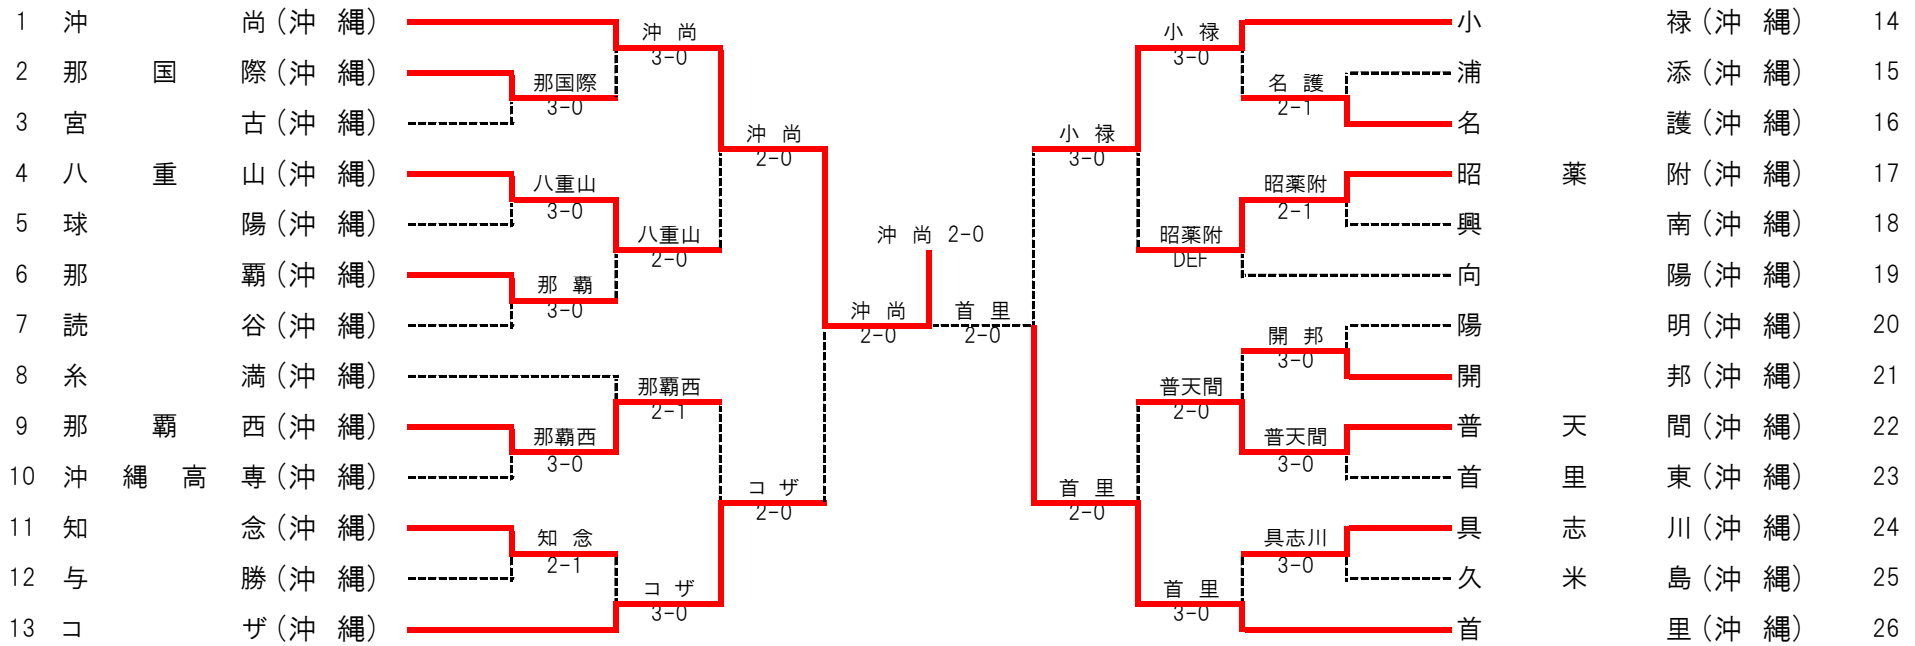 1 沖 尚 (沖 縄) 小 禄 (沖 縄) 14
沖 尚 小 禄
3-0 3-0
2 那 国 際 (沖 縄) 浦 添 (沖 縄) 15
那国際 名 護
3-0 2-1
3 宮 古 (沖 縄) 名 護 (沖 縄) 16
沖 尚 小 禄
2-0 3-0
4 八 重 山 (沖 縄) 昭 薬 附 (沖 縄) 17
八重山 昭薬附
3-0 2-1
5 球 陽 (沖 縄) 興 南 (沖 縄) 18
八重山 沖 尚 2-0 昭薬附
2-0 DEF
6 那 覇 (沖 縄) 向 陽 (沖 縄) 19
那 覇
3-0
沖 尚 首 里
2-0 2-0
7 読 谷 (沖 縄) 陽 明 (沖 縄) 20
開 邦
3-0
8 糸 満 (沖 縄) 開 邦 (沖 縄) 21
那覇西 普天間
2-1 2-0
9 那 覇 西 (沖 縄) 普 天 間 (沖 縄) 22
那覇西 普天間
3-0 3-0
10 沖 縄 高 専 (沖 縄) 首 里 東 (沖 縄) 23
コ ザ 首 里
2-0 2-0
11 知 念 (沖 縄) 具 志 川 (沖 縄) 24
知 念 具志川
2-1 3-0
12 与 勝 (沖 縄) 久 米 島 (沖 縄) 25
コ ザ 首 里
3-0 3-0
13 コ ザ (沖 縄) 首 里 (沖 縄) 26